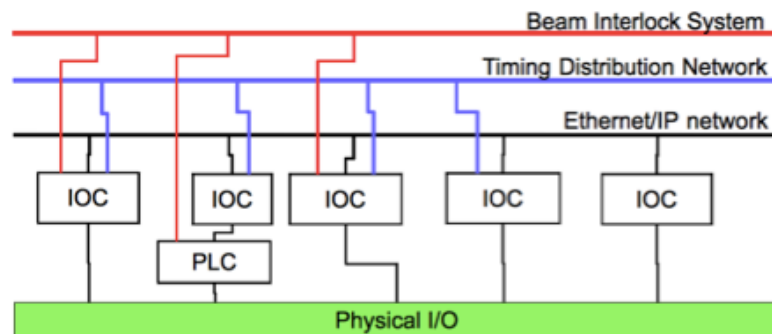 Beam Interlock System
Timing Distribution Network
Ethernet/IP network
IOC
IOC
IOC
IOC
IOC
PLC
Physical I/O